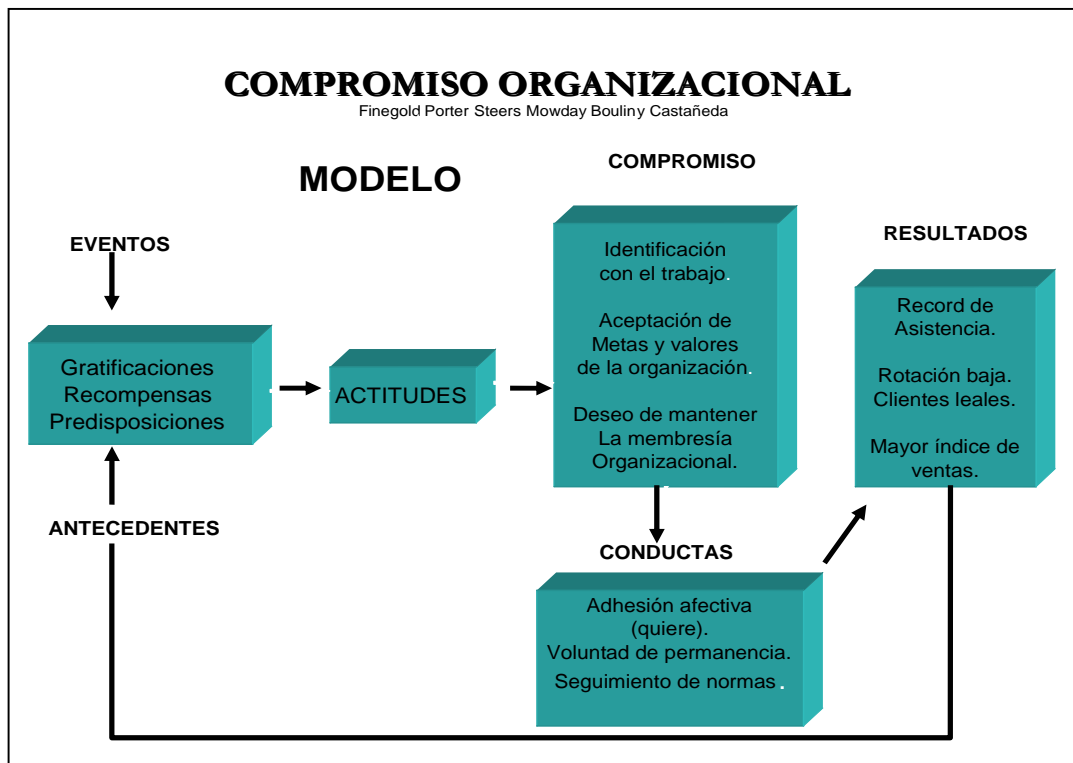 COMPROMISO ORGANIZACIONAL
Finegold Porter Steers Mowday Bouliny Castañeda
MODELO
EVENTOS
Gratificaciones
Recompensas
Predisposiciones
ANTECEDENTES
ACTITUDES
COMPROMISO
Identificación
con el trabajo.
Aceptación de
Metas y valores
de la organización.
Deseo de mantener
La membresía
Organizacional.
CONDUCTAS
Adhesión afectiva
(quiere).
Voluntad de permanencia.
Seguimiento de normas.
RESULTADOS
Record de
Asistencia.
Rotación baja.
Clientes leales.
Mayor índice de
ventas.